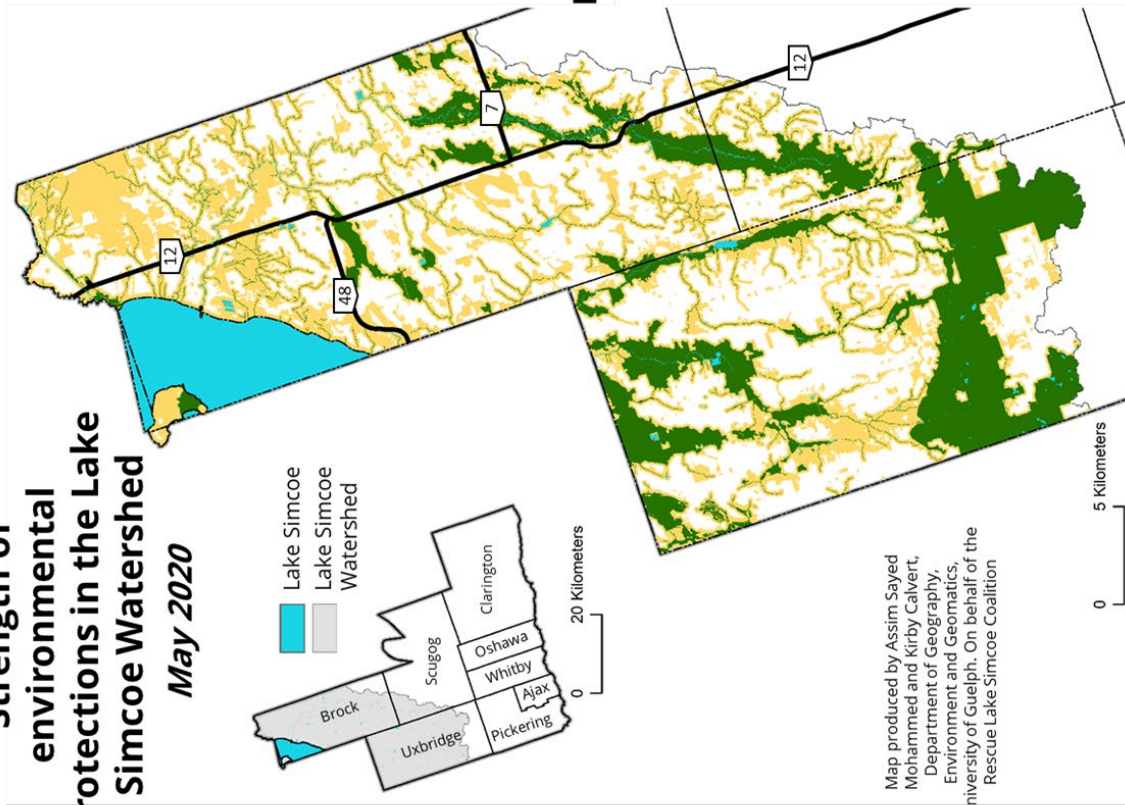 strength of
environmental
rotections in the Lake
Simcoe Watershed
May 2020
Lake Simcoe
Lake Simcoe
Watershed
Brock
Scugog
Uxbridge
Clarington
Oshawa
Whitby
Ajax
Pickering
0 20 Kilometers
12
48
7
12
Map produced by Assim Sayed
Mohammed and Kirby Calvert,
Department of Geography,
Environment and Geomatics,
niversity of Guelph. On behalf of the
Rescue Lake Simcoe Coalition
0 5 Kilometers